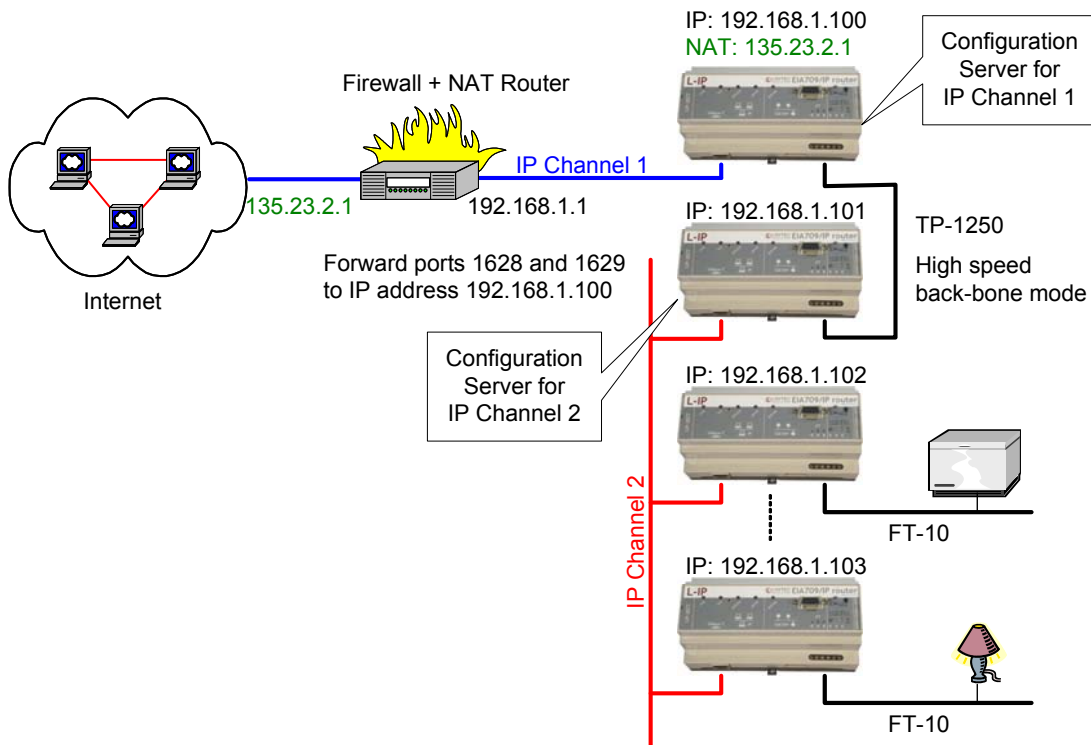 IP: 192.168.1.100
NAT: 135.23.2.1
Configuration
Server for
IP Channel 1
Firewall + NAT Router
L-IP
EIA709/IP router
IP Channel 1
135.23.2.1
192.168.1.1
Internet
IP: 192.168.1.101
L-IP
EIA709/IP router
TP-1250
High speed
back-bone mode
Forward ports 1628 and 1629
to IP address 192.168.1.100
Configuration
Server for
IP Channel 2
IP: 192.168.1.102
L-IP
EIA709/IP router
FT-10
IP Channel 2
IP: 192.168.1.103
L-IP
EIA709/IP router
FT-10